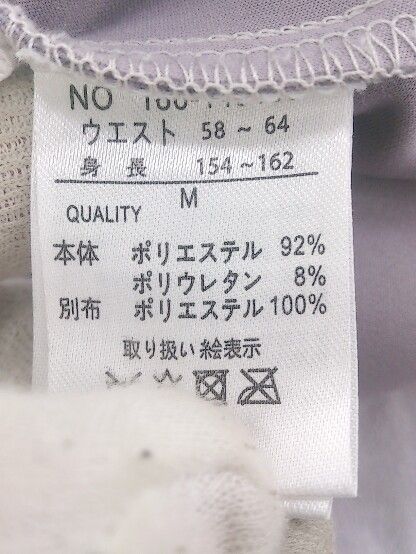 NO
ウエスト 58 ~ 64
身 長 154 ~ 162
M
QUALITY
本体 ポリエステル 92%
ポリウレタン 8%
別布 ポリエステル 100%
取り扱い絵表示